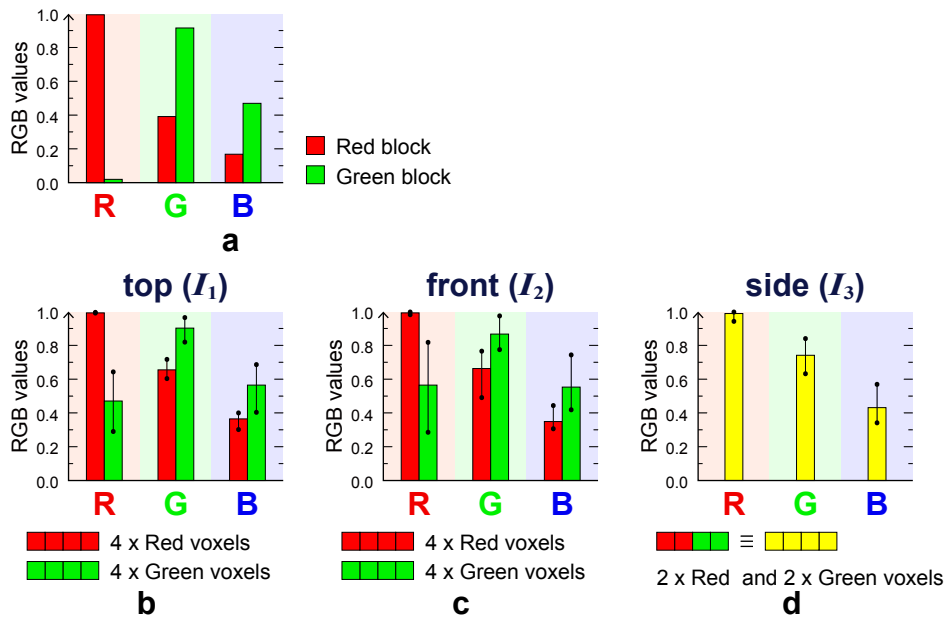 1.0
0.8
0.6
0.4
0.2
0.0
RGB values
R G B
Red block
Green block
a
top (I₁)
1.0
0.8
0.6
0.4
0.2
0.0
RGB values
R G B
4 x Red voxels
4 x Green voxels
b
front (I₂)
1.0
0.8
0.6
0.4
0.2
0.0
RGB values
R G B
4 x Red voxels
4 x Green voxels
c
side (I₃)
1.0
0.8
0.6
0.4
0.2
0.0
RGB values
R G B
≡
2 x Red and 2 x Green voxels
d